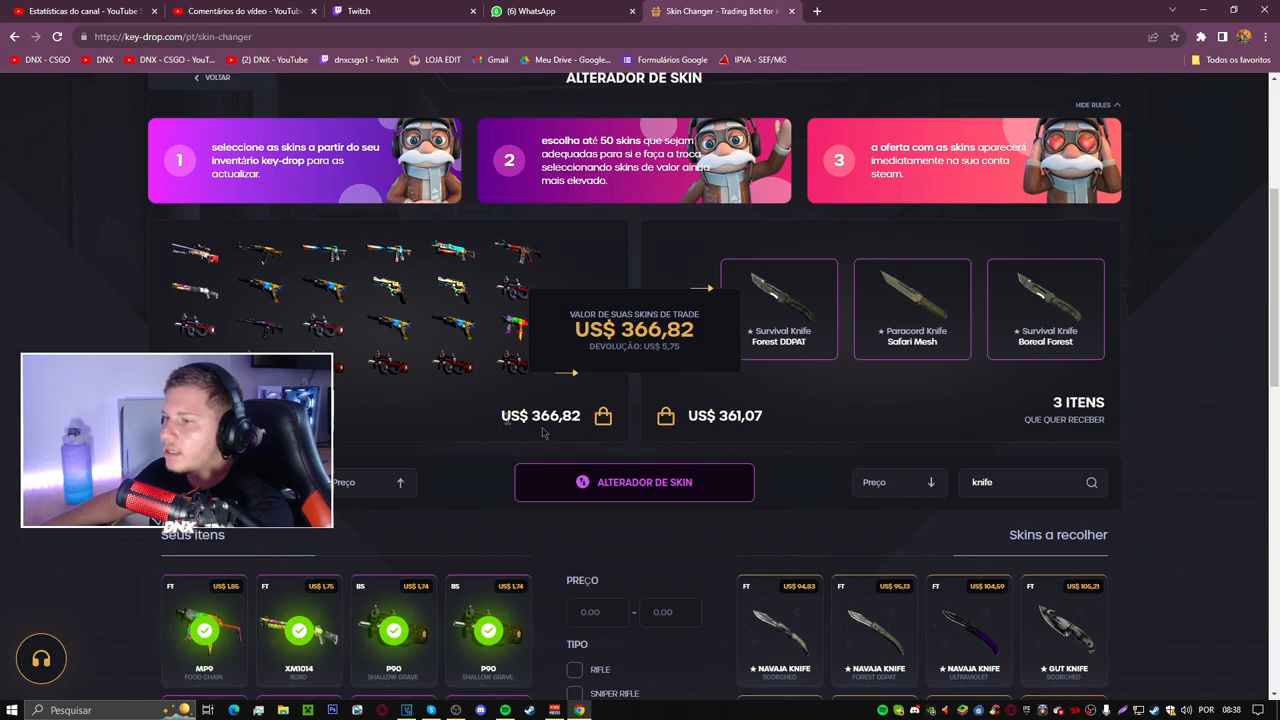 Estatísticas do canal - YouTube S
Comentários do vídeo - YouTube
Twitch
(6) WhatsApp
Skin Changer - Trading Bot for i
https://key-drop.com/pt/skin-changer
DNX - CSGO
DNX
DNX - CSGO - YouT...
DNX - YouTube
dnxcsgo1 - Twitch
LOJA EDIT
Gmail
Meu Drive - Google...
Formulários Google
IPVA - SEF/MG
Todos os favoritos
VOLTAR
ALTERADOR DE SKIN
HIDE RULES
1
seleccione as skins a partir do seu
inventário key-drop para as
actualizar.
2
escolha até 50 skins que sejam
adequadas para si e faça a troca
seleccionando skins de valor ainda
mais elevado.
3
a oferta com as skins aparecerá
imediatamente na sua conta
steam.
VALOR DE SUAS SKINS DE TRADE
US$ 366,82
DEVOLUÇÃO: US$ 5,75
★ Survival Knife
Forest DDPAT
★ Paracord Knife
Safari Mesh
★ Survival Knife
Boreal Forest
US$ 366,82
US$ 361,07
3 ITENS
QUE QUER RECEBER
Preço
ALTERADOR DE SKIN
Preço
knife
DNX
Seus itens
Skins a recolher
FT US$ 1,85
MP9
FOOD CHAIN
FT US$ 1,75
XM1014
XOXO
BS US$ 1,74
P90
SHALLOW GRAVE
BS US$ 1,74
P90
SHALLOW GRAVE
PREÇO
0.00 - 0.00
TIPO
RIFLE
SNIPER RIFLE
FT US$ 94,83
★ NAVAJA KNIFE
SCORCHED
FT US$ 95,13
★ NAVAJA KNIFE
FOREST DDPAT
FT US$ 104,59
★ NAVAJA KNIFE
ULTRAVIOLET
FT US$ 105,21
★ GUT KNIFE
SCORCHED
Pesquisar
POR
08:38